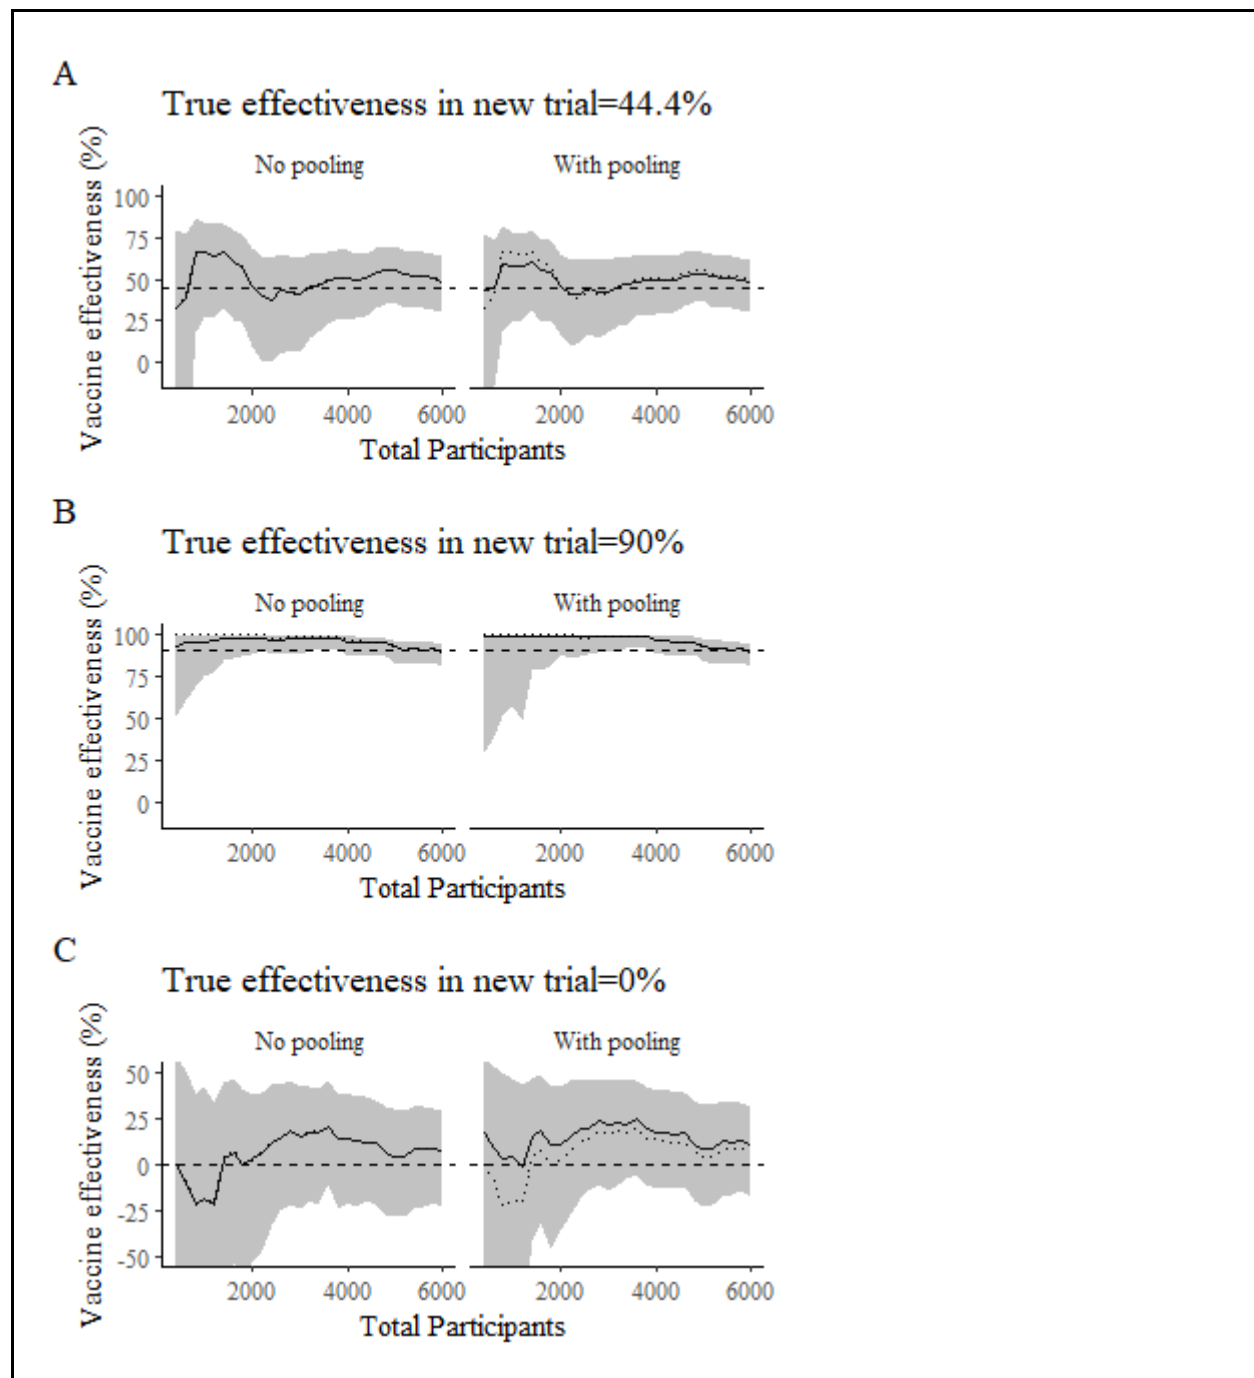 A
True effectiveness in new trial=44.4%
No pooling
With pooling
Vaccine effectiveness (%)
100
75
50
25
0
2000
4000
6000
2000
4000
6000
Total Participants
B
True effectiveness in new trial=90%
No pooling
With pooling
Vaccine effectiveness (%)
100
75
50
25
0
2000
4000
6000
2000
4000
6000
Total Participants
C
True effectiveness in new trial=0%
No pooling
With pooling
Vaccine effectiveness (%)
50
25
0
-25
-50
2000
4000
6000
2000
4000
6000
Total Participants